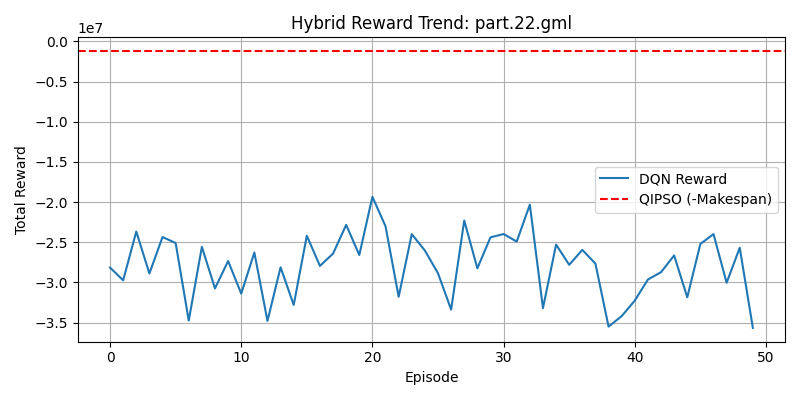 Hybrid Reward Trend: part.22.gml
1e7
0.0
−0.5
−1.0
−1.5
−2.0
−2.5
−3.0
−3.5
Total Reward
DQN Reward
QIPSO (-Makespan)
0 10 20 30 40 50
Episode